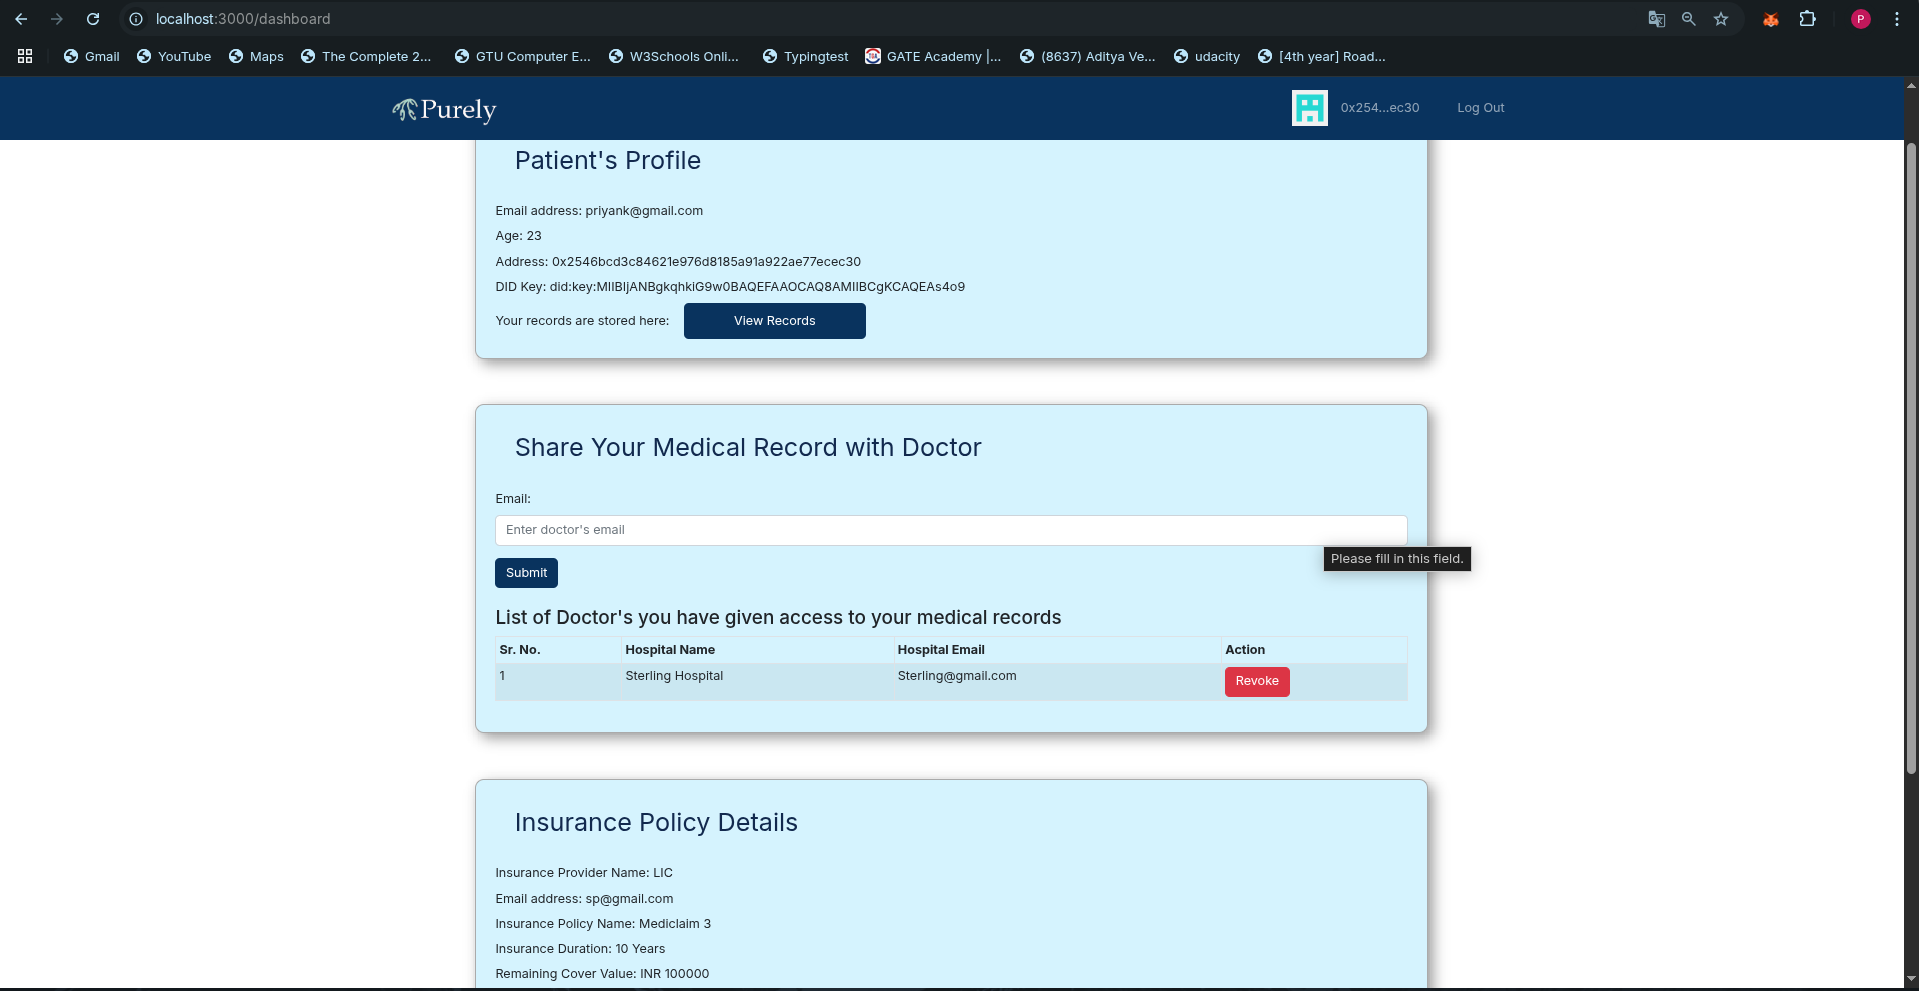 localhost:3000/dashboard
P
Gmail
YouTube
Maps
The Complete 2...
GTU Computer E...
W3Schools Onli...
Typingtest
GATE Academy |...
(8637) Aditya Ve...
udacity
[4th year] Road...
Purely
0x254...ec30
Log Out
Patient's Profile
Email address: priyank@gmail.com
Age: 23
Address: 0x2546bcd3c84621e976d8185a91a922ae77ecec30
DID Key: did:key:MIIBIjANBgkqhkiG9w0BAQEFAAOCAQ8AMIIBCgKCAQEAs4o9
Your records are stored here:
View Records
Share Your Medical Record with Doctor
Email:
Enter doctor's email
Please fill in this field.
Submit
List of Doctor's you have given access to your medical records
Sr. No. Hospital Name Hospital Email Action
1 Sterling Hospital Sterling@gmail.com Revoke
Insurance Policy Details
Insurance Provider Name: LIC
Email address: sp@gmail.com
Insurance Policy Name: Mediclaim 3
Insurance Duration: 10 Years
Remaining Cover Value: INR 100000